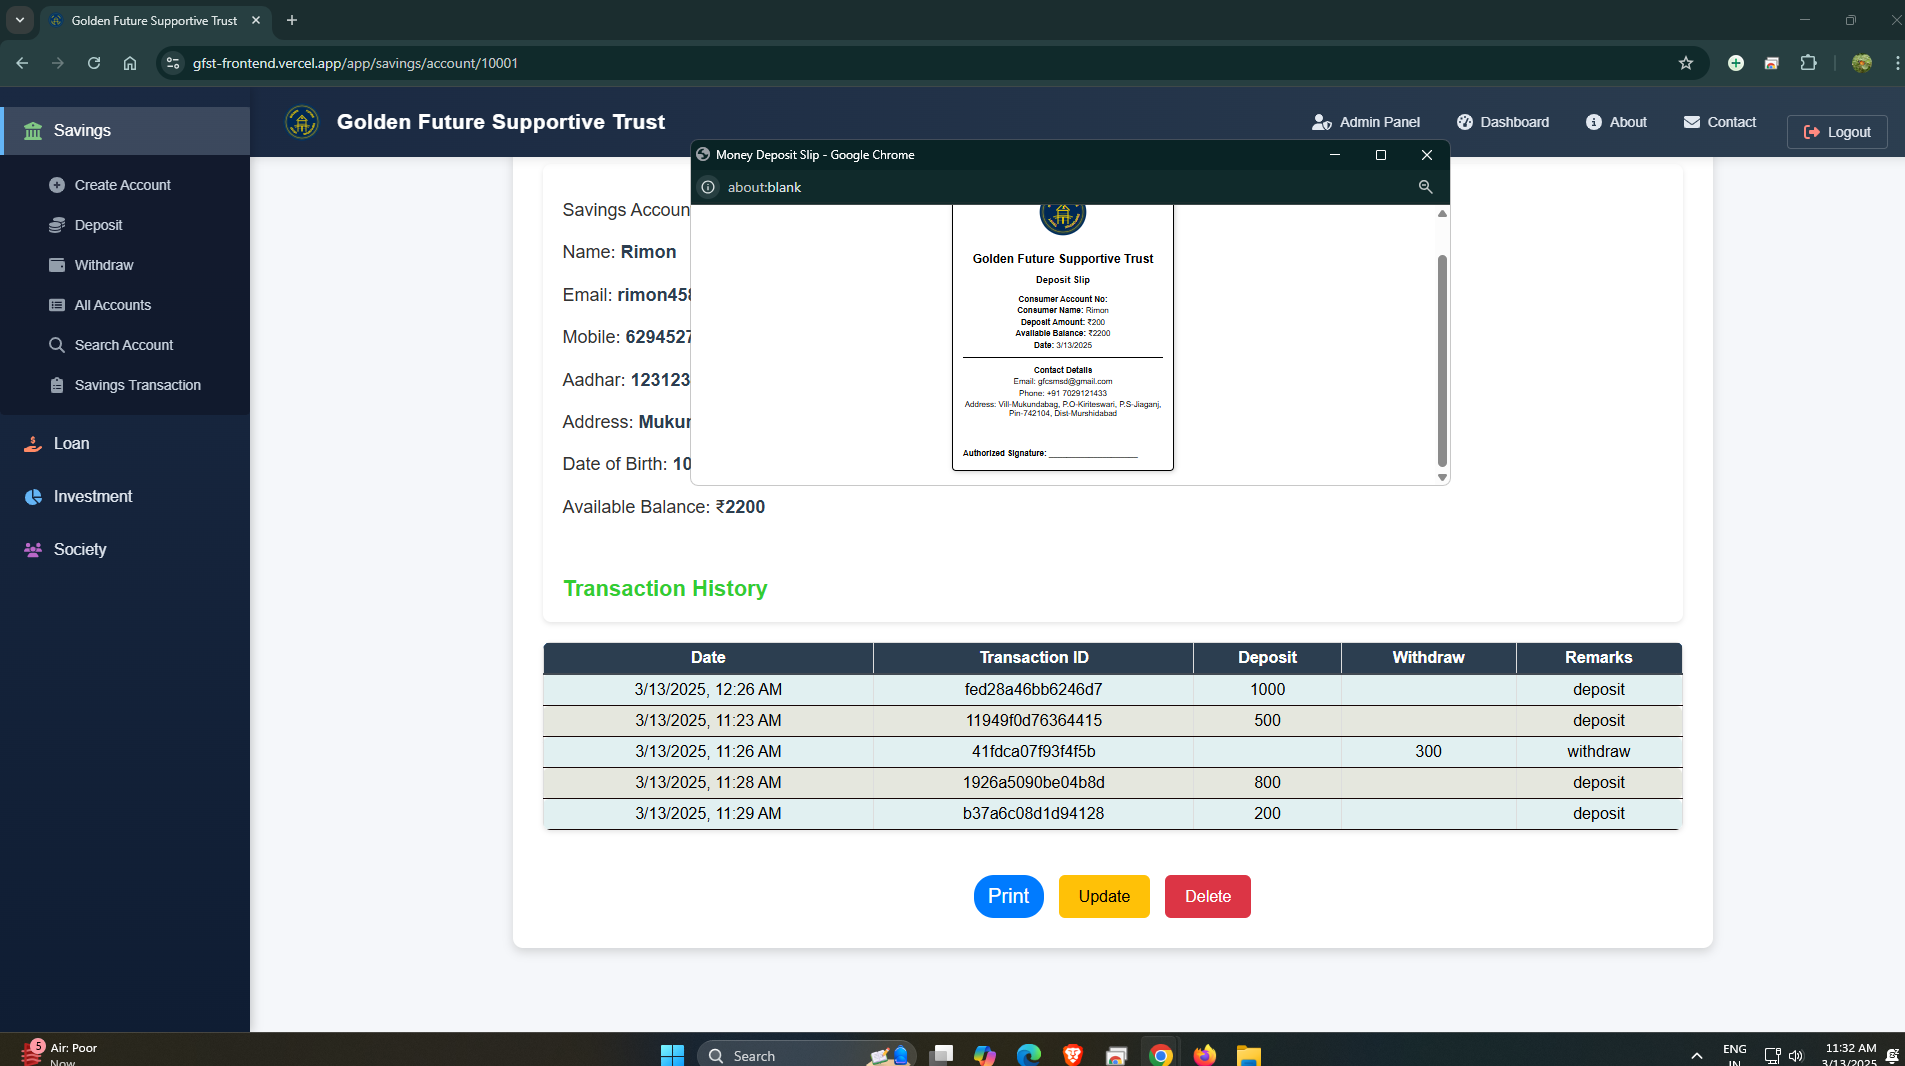 Golden Future Supportive Trust
gfst-frontend.vercel.app/app/savings/account/10001
Savings
Create Account
Deposit
Withdraw
All Accounts
Search Account
Savings Transaction
Loan
Investment
Society
Golden Future Supportive Trust
Admin Panel
Dashboard
About
Contact
Logout
Savings Accoun
Name: Rimon
Email: rimon458
Mobile: 6294527
Aadhar: 123123
Address: Mukur
Date of Birth: 10
Available Balance: ₹2200
Money Deposit Slip - Google Chrome
about:blank
Golden Future Supportive Trust
Deposit Slip
Consumer Account No:
Consumer Name: Rimon
Deposit Amount: ₹200
Available Balance: ₹2200
Date: 3/13/2025
Contact Details
Email: gfcsmsd@gmail.com
Phone: +91 7029121433
Address: Vill-Mukundabag, P.O-Kiriteswari, P.S-Jiaganj,
Pin-742104, Dist-Murshidabad
Authorized Signature: ____________________
Transaction History
Date Transaction ID Deposit Withdraw Remarks
3/13/2025, 12:26 AM fed28a46bb6246d7 1000 deposit
3/13/2025, 11:23 AM 11949f0d76364415 500 deposit
3/13/2025, 11:26 AM 41fdca07f93f4f5b 300 withdraw
3/13/2025, 11:28 AM 1926a5090be04b8d 800 deposit
3/13/2025, 11:29 AM b37a6c08d1d94128 200 deposit
Print Update Delete
5
Air: Poor
Now
Search
ENG
IN
11:32 AM
3/13/2025